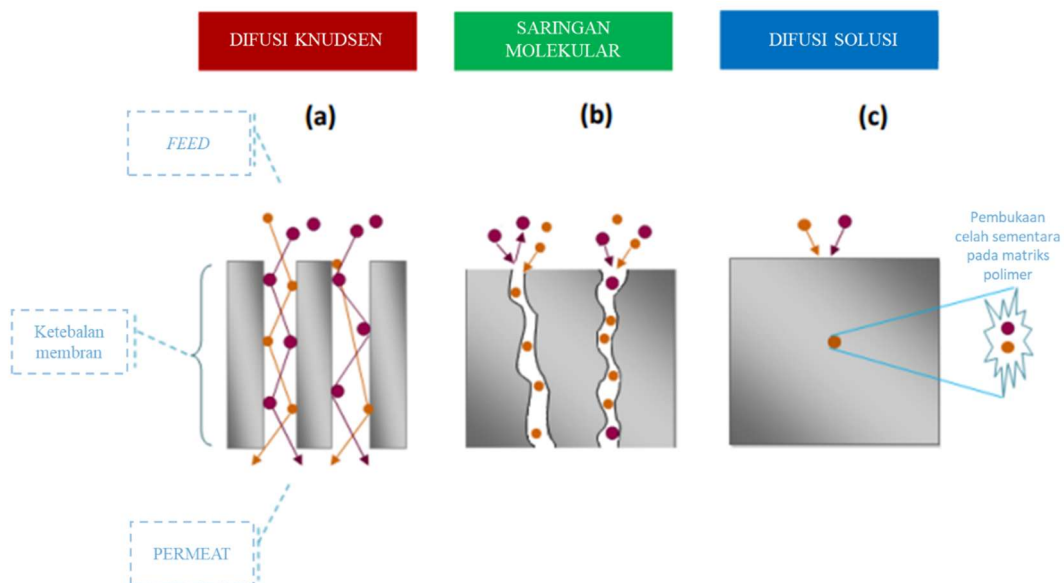 DIFUSI KNUDSEN
SARINGAN
MOLEKULAR
DIFUSI SOLUSI
(a)
(b)
(c)
FEED
Pembukaan
celah sementara
pada matriks
polimer
Ketebalan
membran
PERMEAT